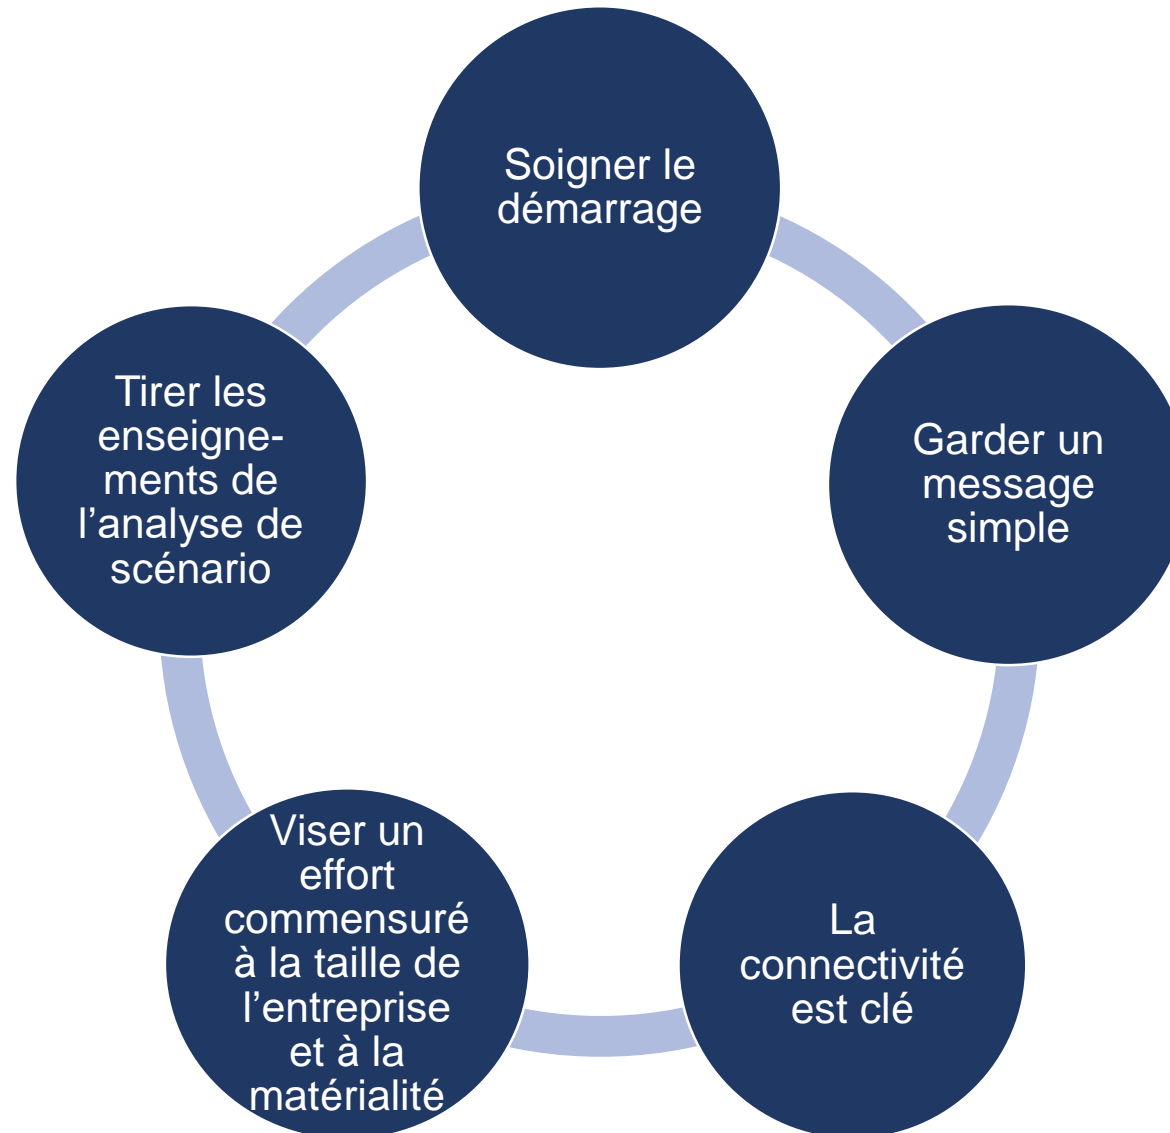 Soigner le
démarrage
Garder un
message
simple
La
connectivité
est clé
Viser un
effort
commensuré
à la taille de
l’entreprise
et à la
matérialité
Tirer les
enseigne-
ments de
l’analyse de
scénario